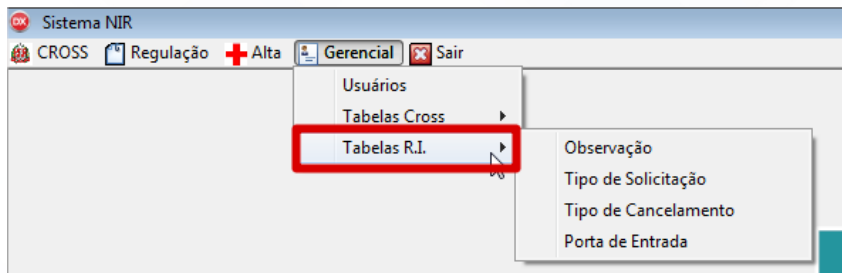 Sistema NIR
CROSS Regulação Alta Gerencial Sair
Usuários
Tabelas Cross
Tabelas R.I.
Observação
Tipo de Solicitação
Tipo de Cancelamento
Porta de Entrada